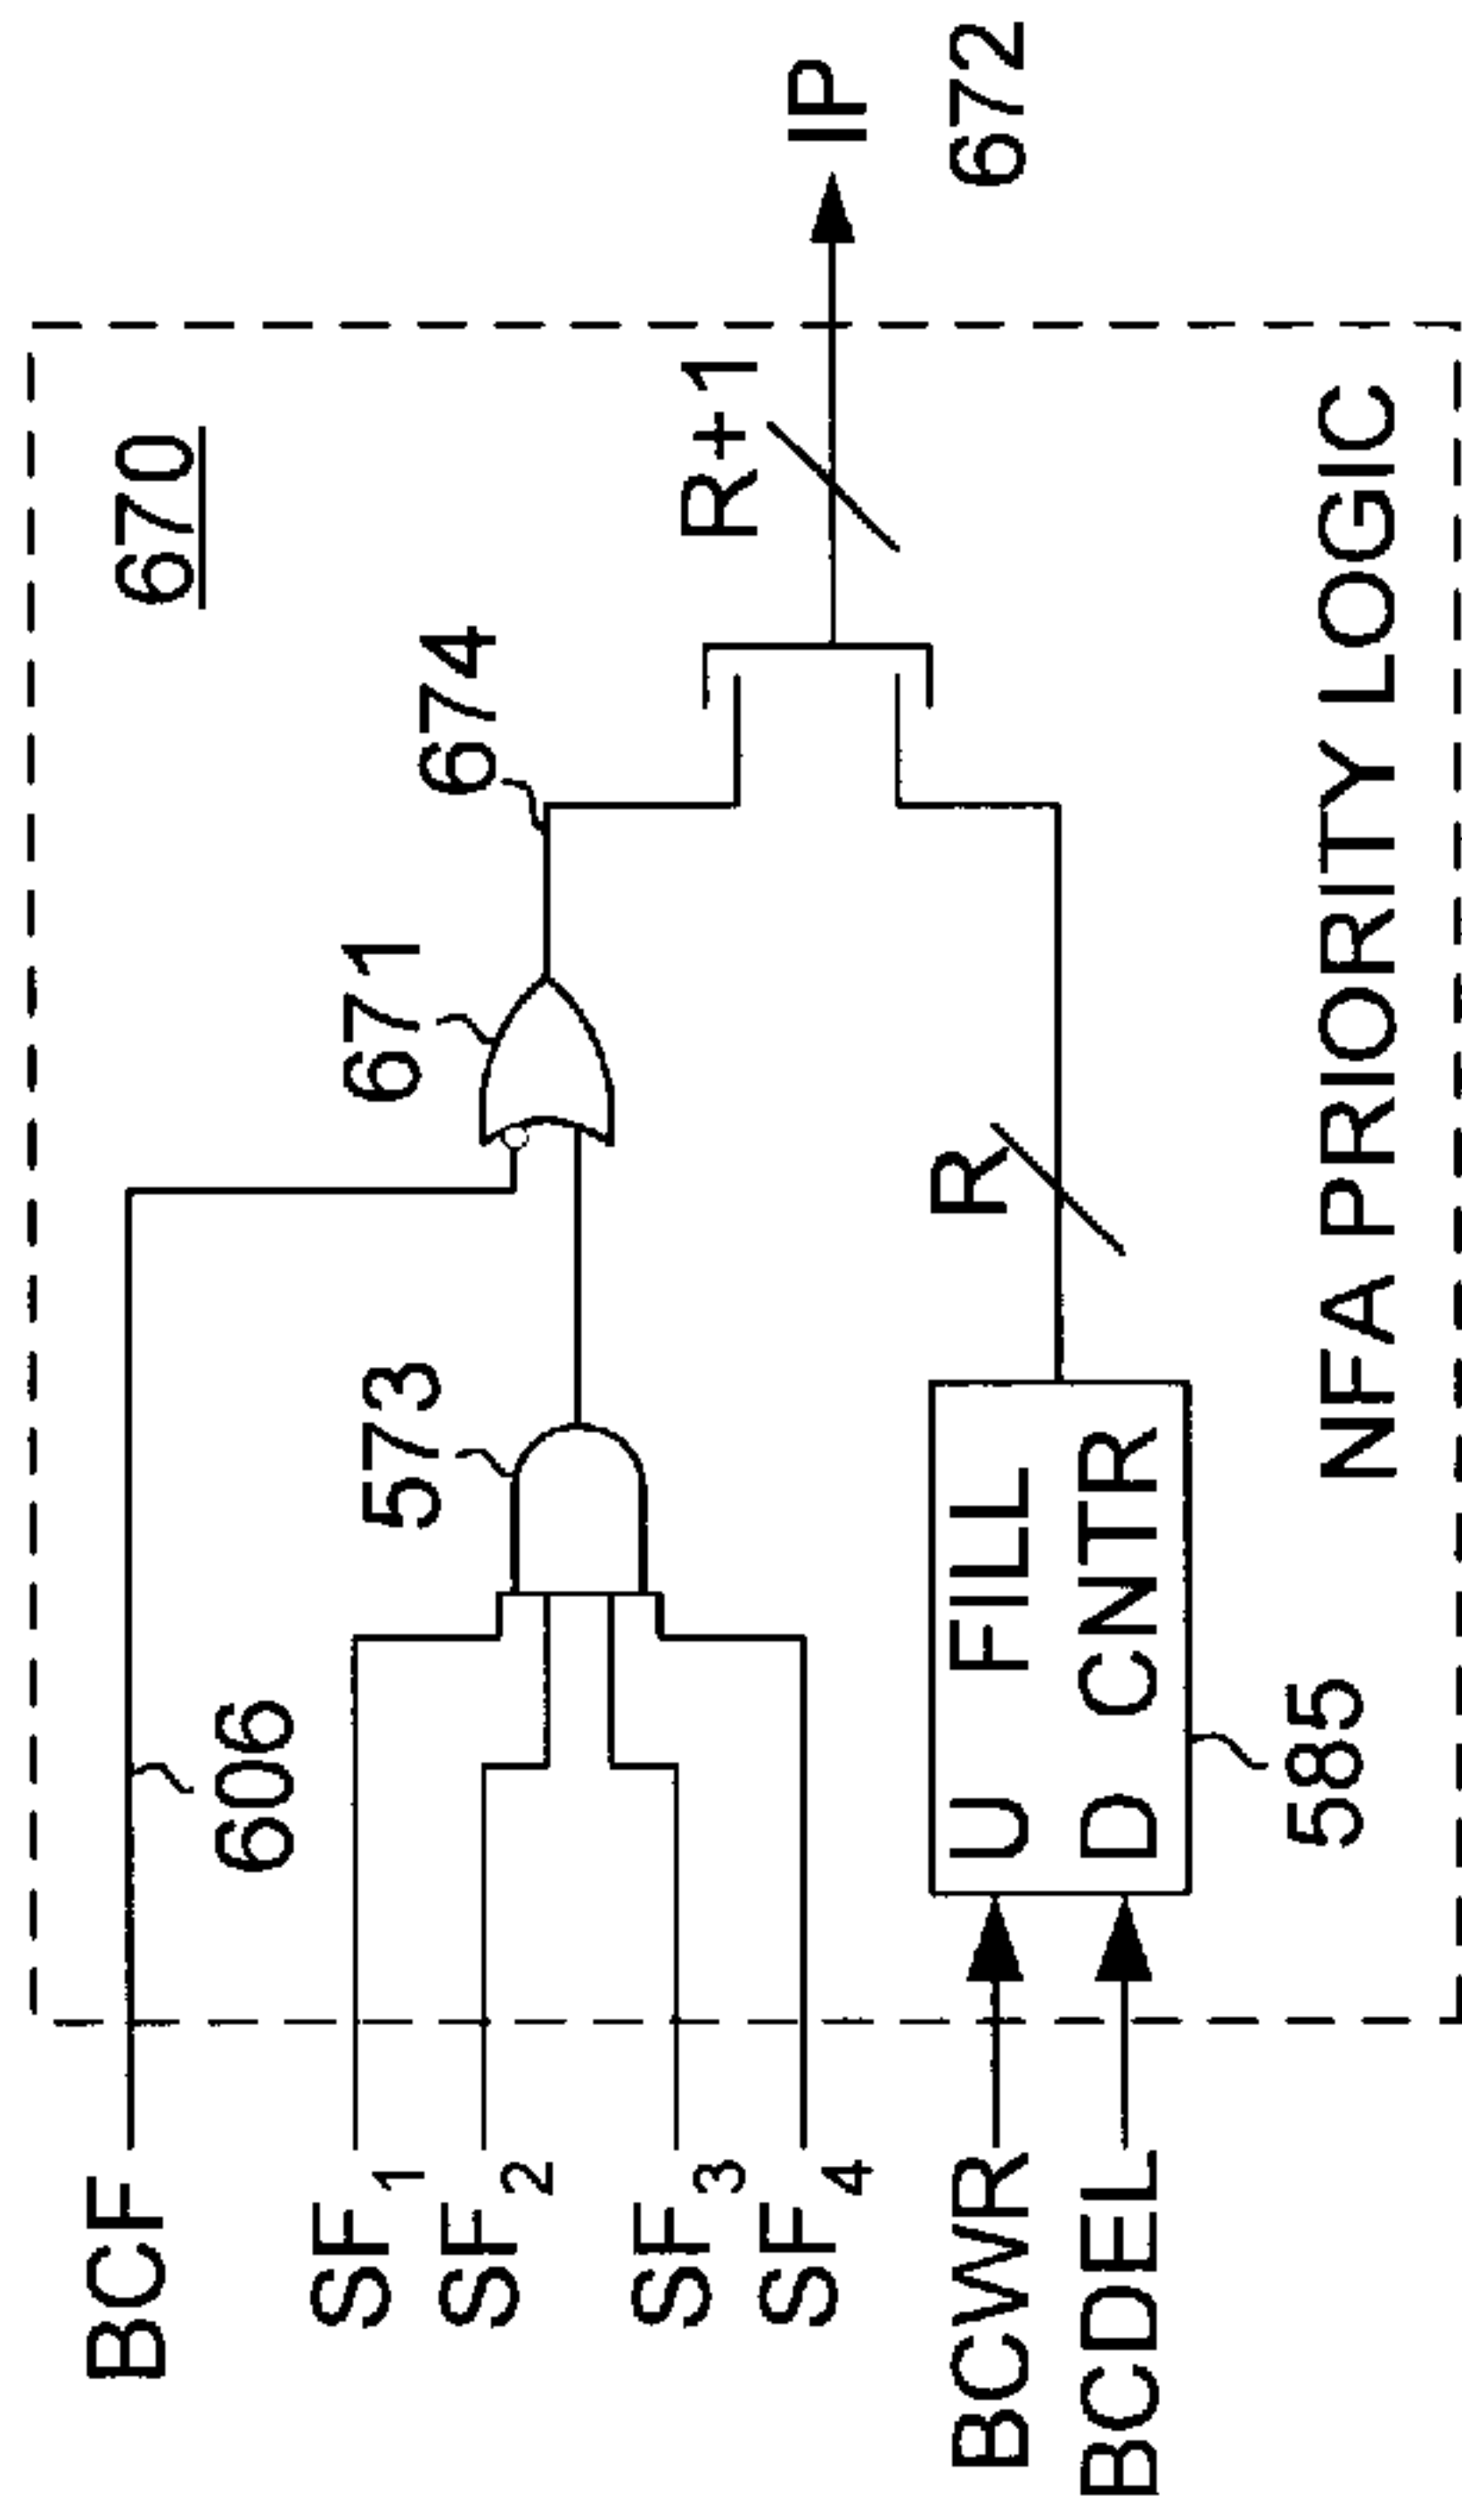 670
BCF
606
671
674
SF1
SF2
SF3
SF4
573
R+1
IP
672
BCWR
BCDEL
U FILL
D CNTR
R
585
NFA PRIORITY LOGIC